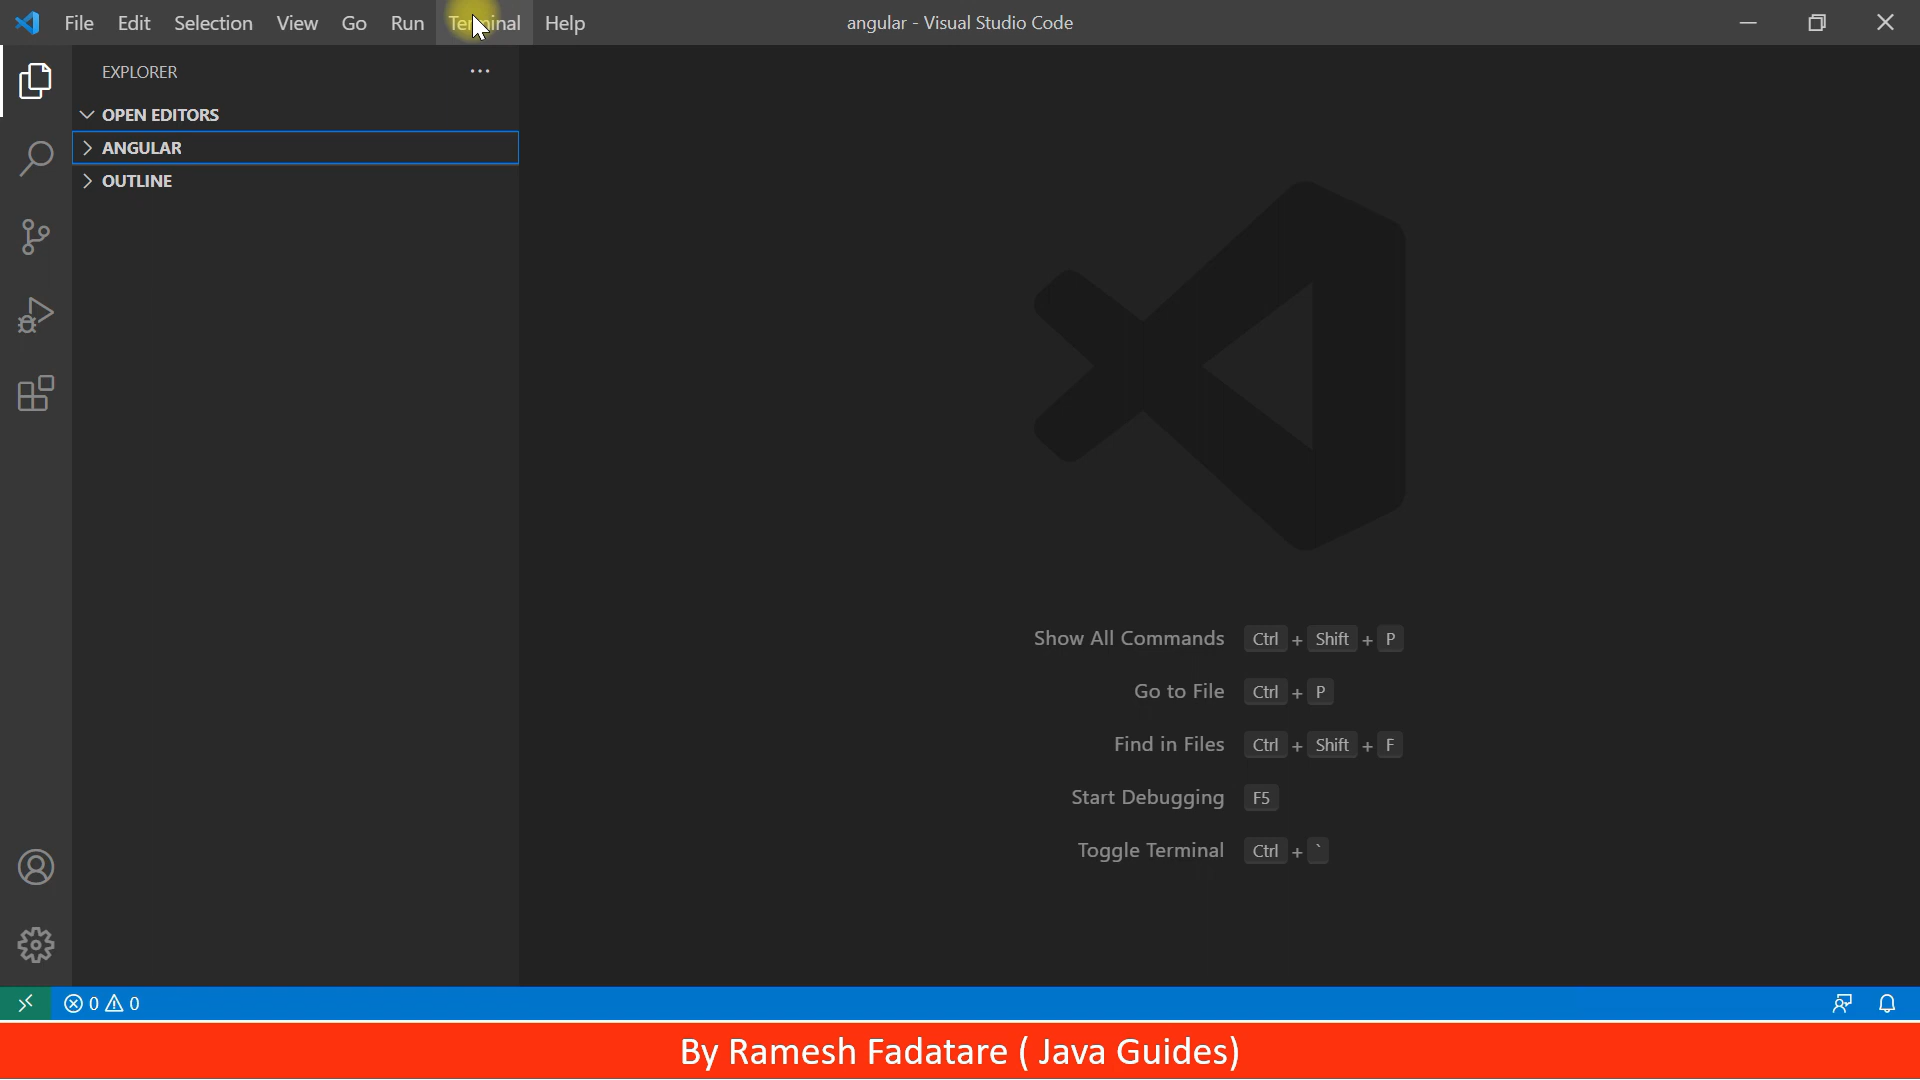 File Edit Selection View Go Run Terminal Help
angular - Visual Studio Code
EXPLORER
OPEN EDITORS
ANGULAR
OUTLINE
Show All Commands Ctrl + Shift + P
Go to File Ctrl + P
Find in Files Ctrl + Shift + F
Start Debugging F5
Toggle Terminal Ctrl + `
0 0
By Ramesh Fadatare ( Java Guides)